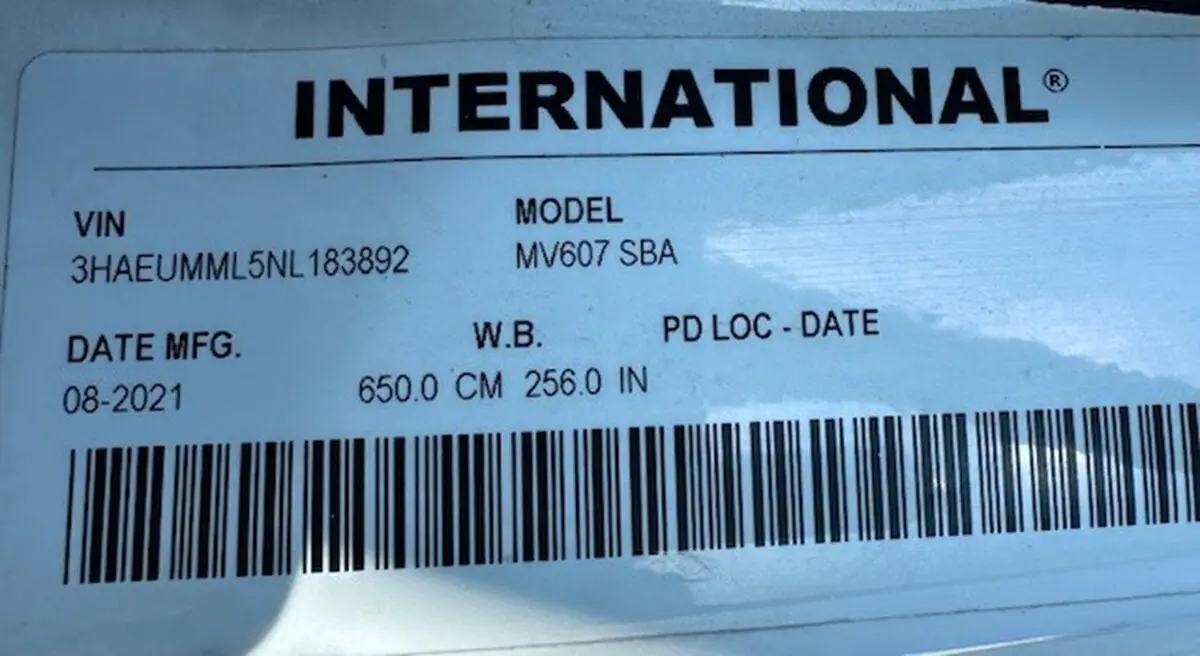 INTERNATIONAL®
VIN MODEL
3HAEUMML5NL183892 MV607 SBA
DATE MFG. W.B. PD LOC - DATE
08-2021 650.0 CM 256.0 IN